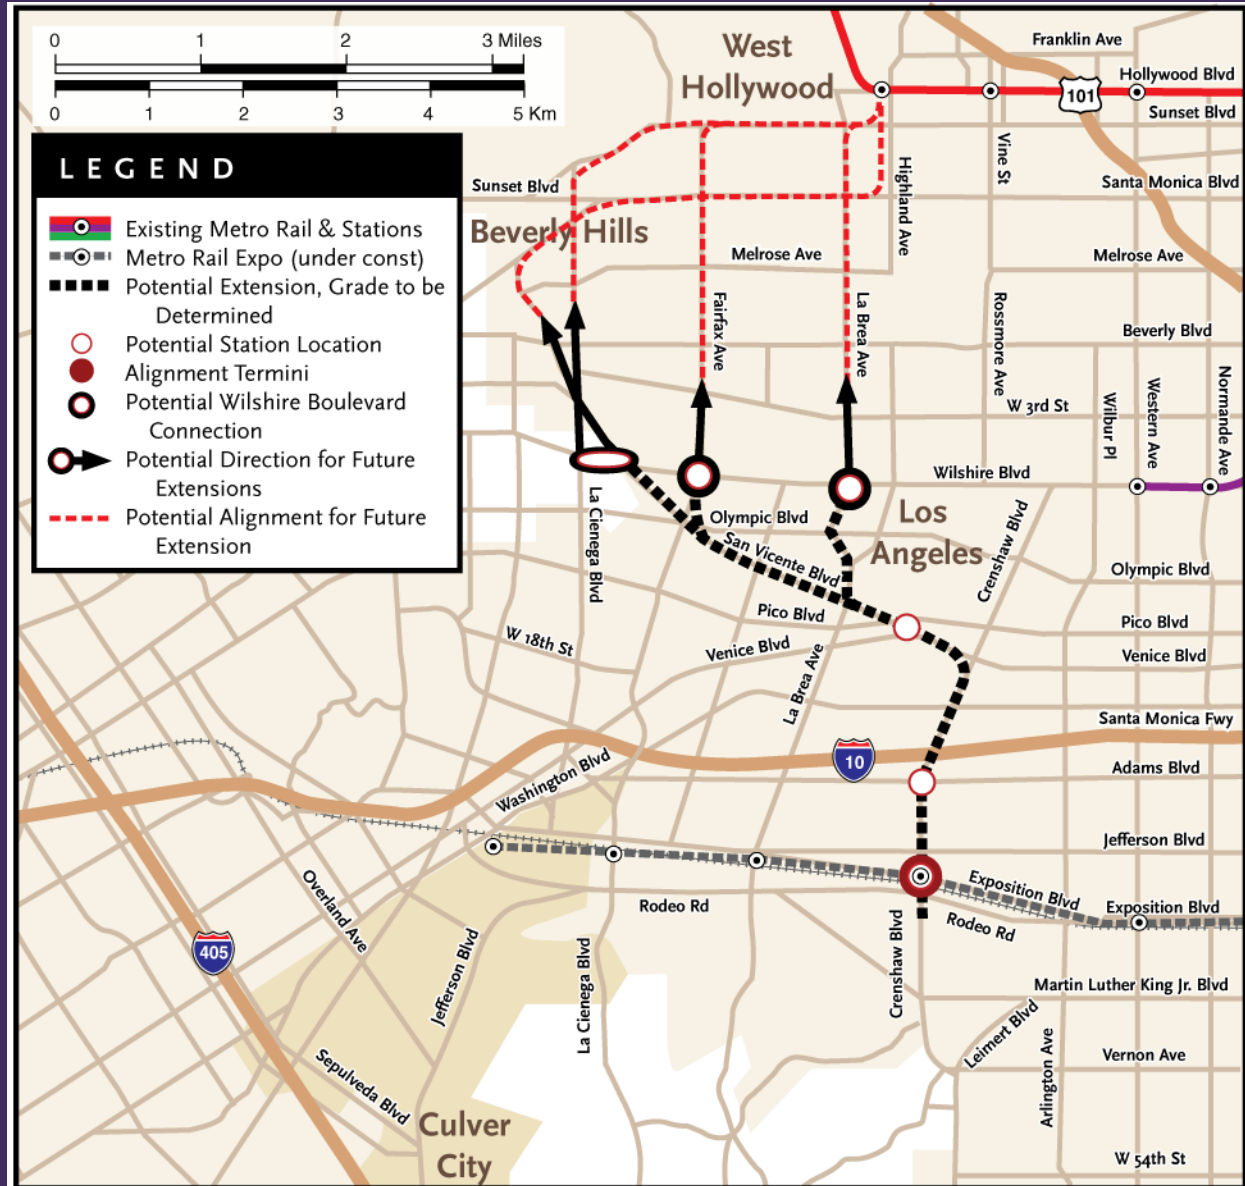 0 1 2 3 Miles
0 1 2 3 4 5 Km
LEGEND
Existing Metro Rail & Stations
Metro Rail Expo (under const)
Potential Extension, Grade to be
Determined
Potential Station Location
Alignment Termini
Potential Wilshire Boulevard
Connection
Potential Direction for Future
Extensions
Potential Alignment for Future
Extension
West
Hollywood
Franklin Ave
Hollywood Blvd
101
Sunset Blvd
Vine St
Highland Ave
Santa Monica Blvd
Sunset Blvd
Beverly Hills
Melrose Ave
Melrose Ave
Fairfax Ave
La Brea Ave
Rossmore Ave
Beverly Blvd
Wilbur Pl
Western Ave
Normande Ave
W 3rd St
Wilshire Blvd
La Cienega Blvd
Olympic Blvd
Los
Angeles
Crenshaw Blvd
San Vicente Blvd
Olympic Blvd
Pico Blvd
Pico Blvd
W 18th St
Venice Blvd
Venice Blvd
La Brea Ave
Santa Monica Fwy
10
Adams Blvd
Washington Blvd
Jefferson Blvd
Exposition Blvd
Exposition Blvd
Overland Ave
Rodeo Rd
Rodeo Rd
405
Jefferson Blvd
La Cienega Blvd
Crenshaw Blvd
Martin Luther King Jr. Blvd
Leimert Blvd
Arlington Ave
Vernon Ave
Sepulveda Blvd
Culver
City
W 54th St